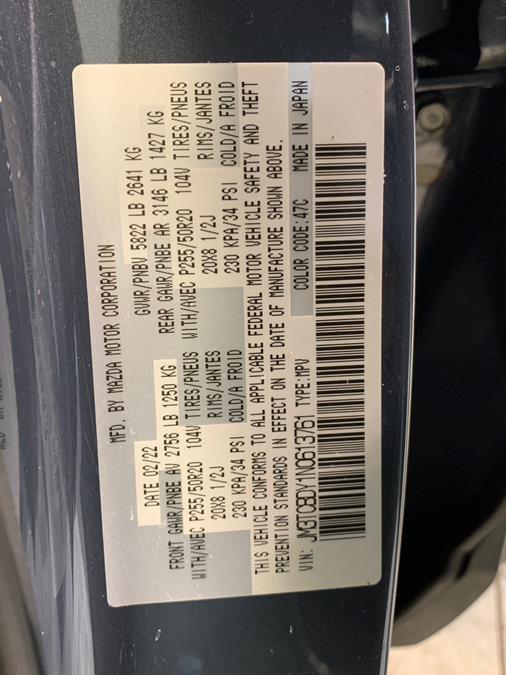 MFD. BY MAZDA MOTOR CORPORATION
DATE 02/22 GVWR/PNBV 5822 LB 2641 KG
FRONT GAWR/PNBE AV 2756 LB 1250 KG REAR GAWR/PNBE AR 3146 LB 1427 KG
WITH/AVEC P255/50R20 104V TIRES/PNEUS WITH/AVEC P255/50R20 104V TIRES/PNEUS
20X8 1/2J RIMS/JANTES 20X8 1/2J RIMS/JANTES
230 KPA/34 PSI COLD/A FROID 230 KPA/34 PSI COLD/A FROID
THIS VEHICLE CONFORMS TO ALL APPLICABLE FEDERAL MOTOR VEHICLE SAFETY AND THEFT
PREVENTION STANDARDS IN EFFECT ON THE DATE OF MANUFACTURE SHOWN ABOVE.
COLOR CODE:47C MADE IN JAPAN
VIN: JM3TCBDY1N0613761 TYPE:MPV